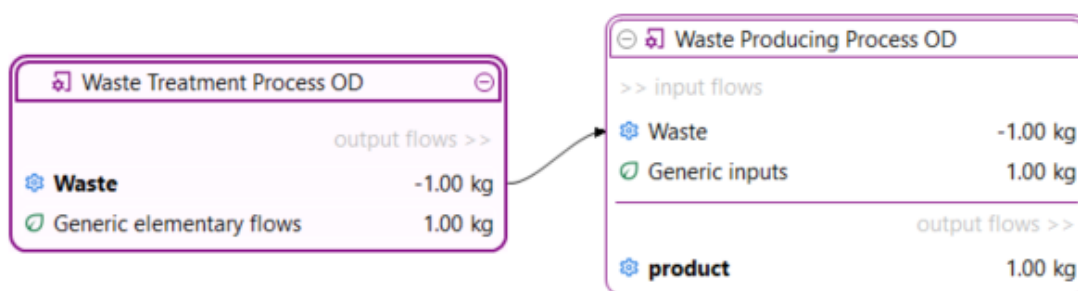 Waste Treatment Process OD
output flows >>
Waste -1.00 kg
Generic elementary flows 1.00 kg
Waste Producing Process OD
>> input flows
Waste -1.00 kg
Generic inputs 1.00 kg
output flows >>
product 1.00 kg